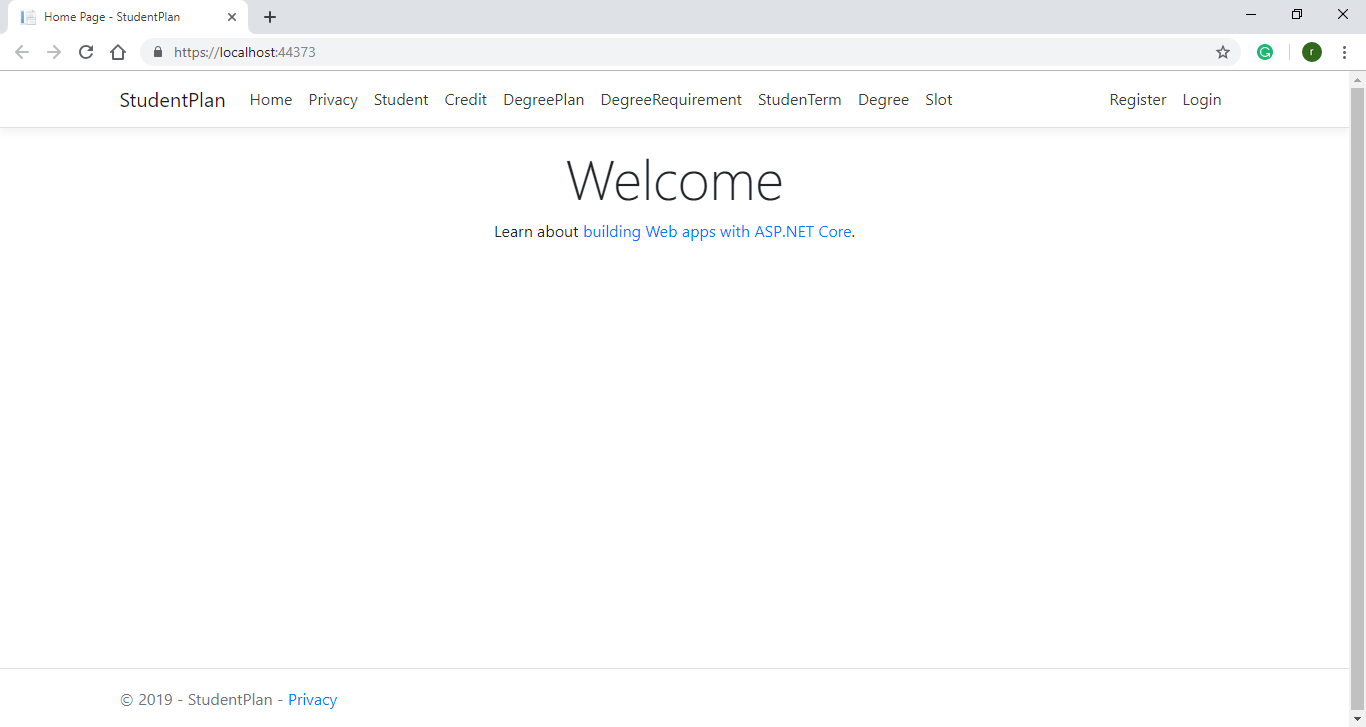 Home Page - StudentPlan
https://localhost:44373
r
StudentPlan Home Privacy Student Credit DegreePlan DegreeRequirement StudenTerm Degree Slot Register Login
Welcome
Learn about building Web apps with ASP.NET Core.
© 2019 - StudentPlan - Privacy